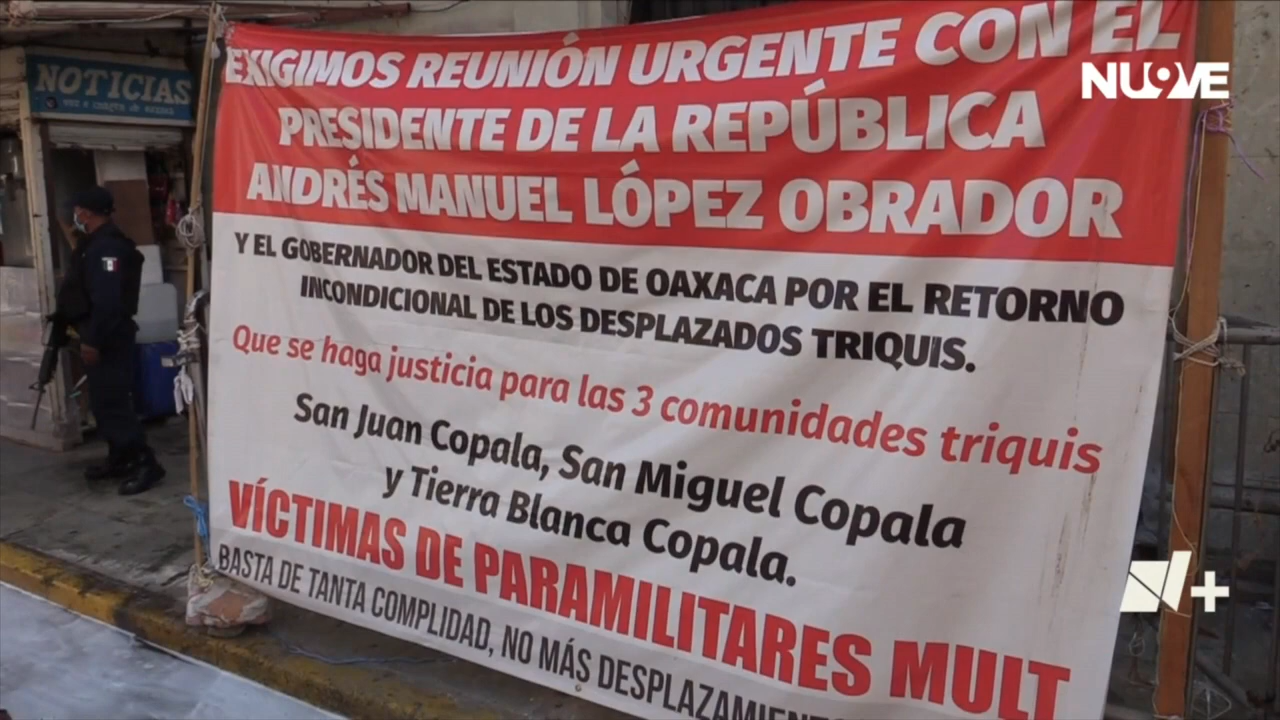 NOTICIAS
EXIGIMOS REUNIÓN URGENTE CON EL
PRESIDENTE DE LA REPÚBLICA
ANDRÉS MANUEL LÓPEZ OBRADOR
Y EL GOBERNADOR DEL ESTADO DE OAXACA POR EL RETORNO
INCONDICIONAL DE LOS DESPLAZADOS TRIQUIS.
Que se haga justicia para las 3 comunidades triquis
San Juan Copala, San Miguel Copala
y Tierra Blanca Copala.
VÍCTIMAS DE PARAMILITARES MULT
BASTA DE TANTA COMPLIDAD, NO MÁS DESPLAZAMIEN
NU9VE
N+